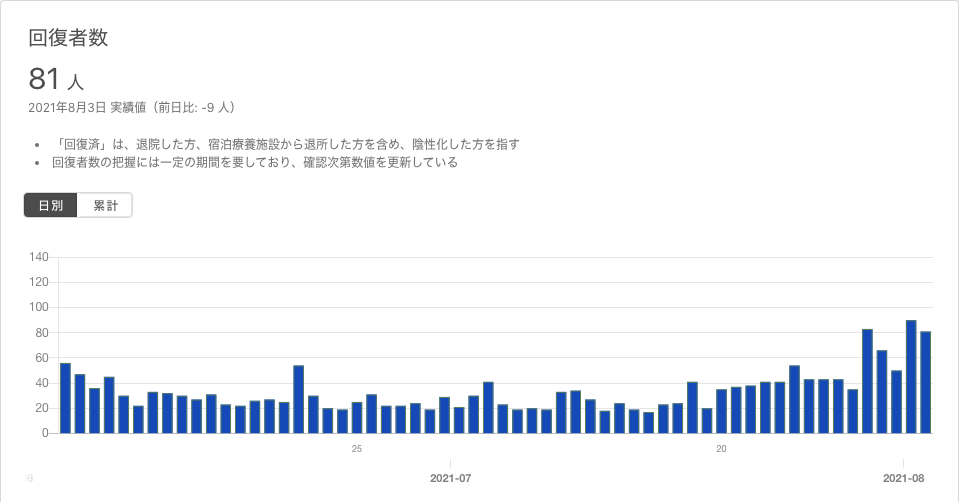 回復者数
81 人
2021年8月3日 実績値（前日比: -9 人）
• 「回復済」は、退院した方、宿泊療養施設から退所した方を含め、陰性化した方を指す
• 回復者数の把握には一定の期間を要しており、確認次第数値を更新している
日別 累計
140
120
100
80
60
40
20
0
25 20
6 2021-07 2021-08